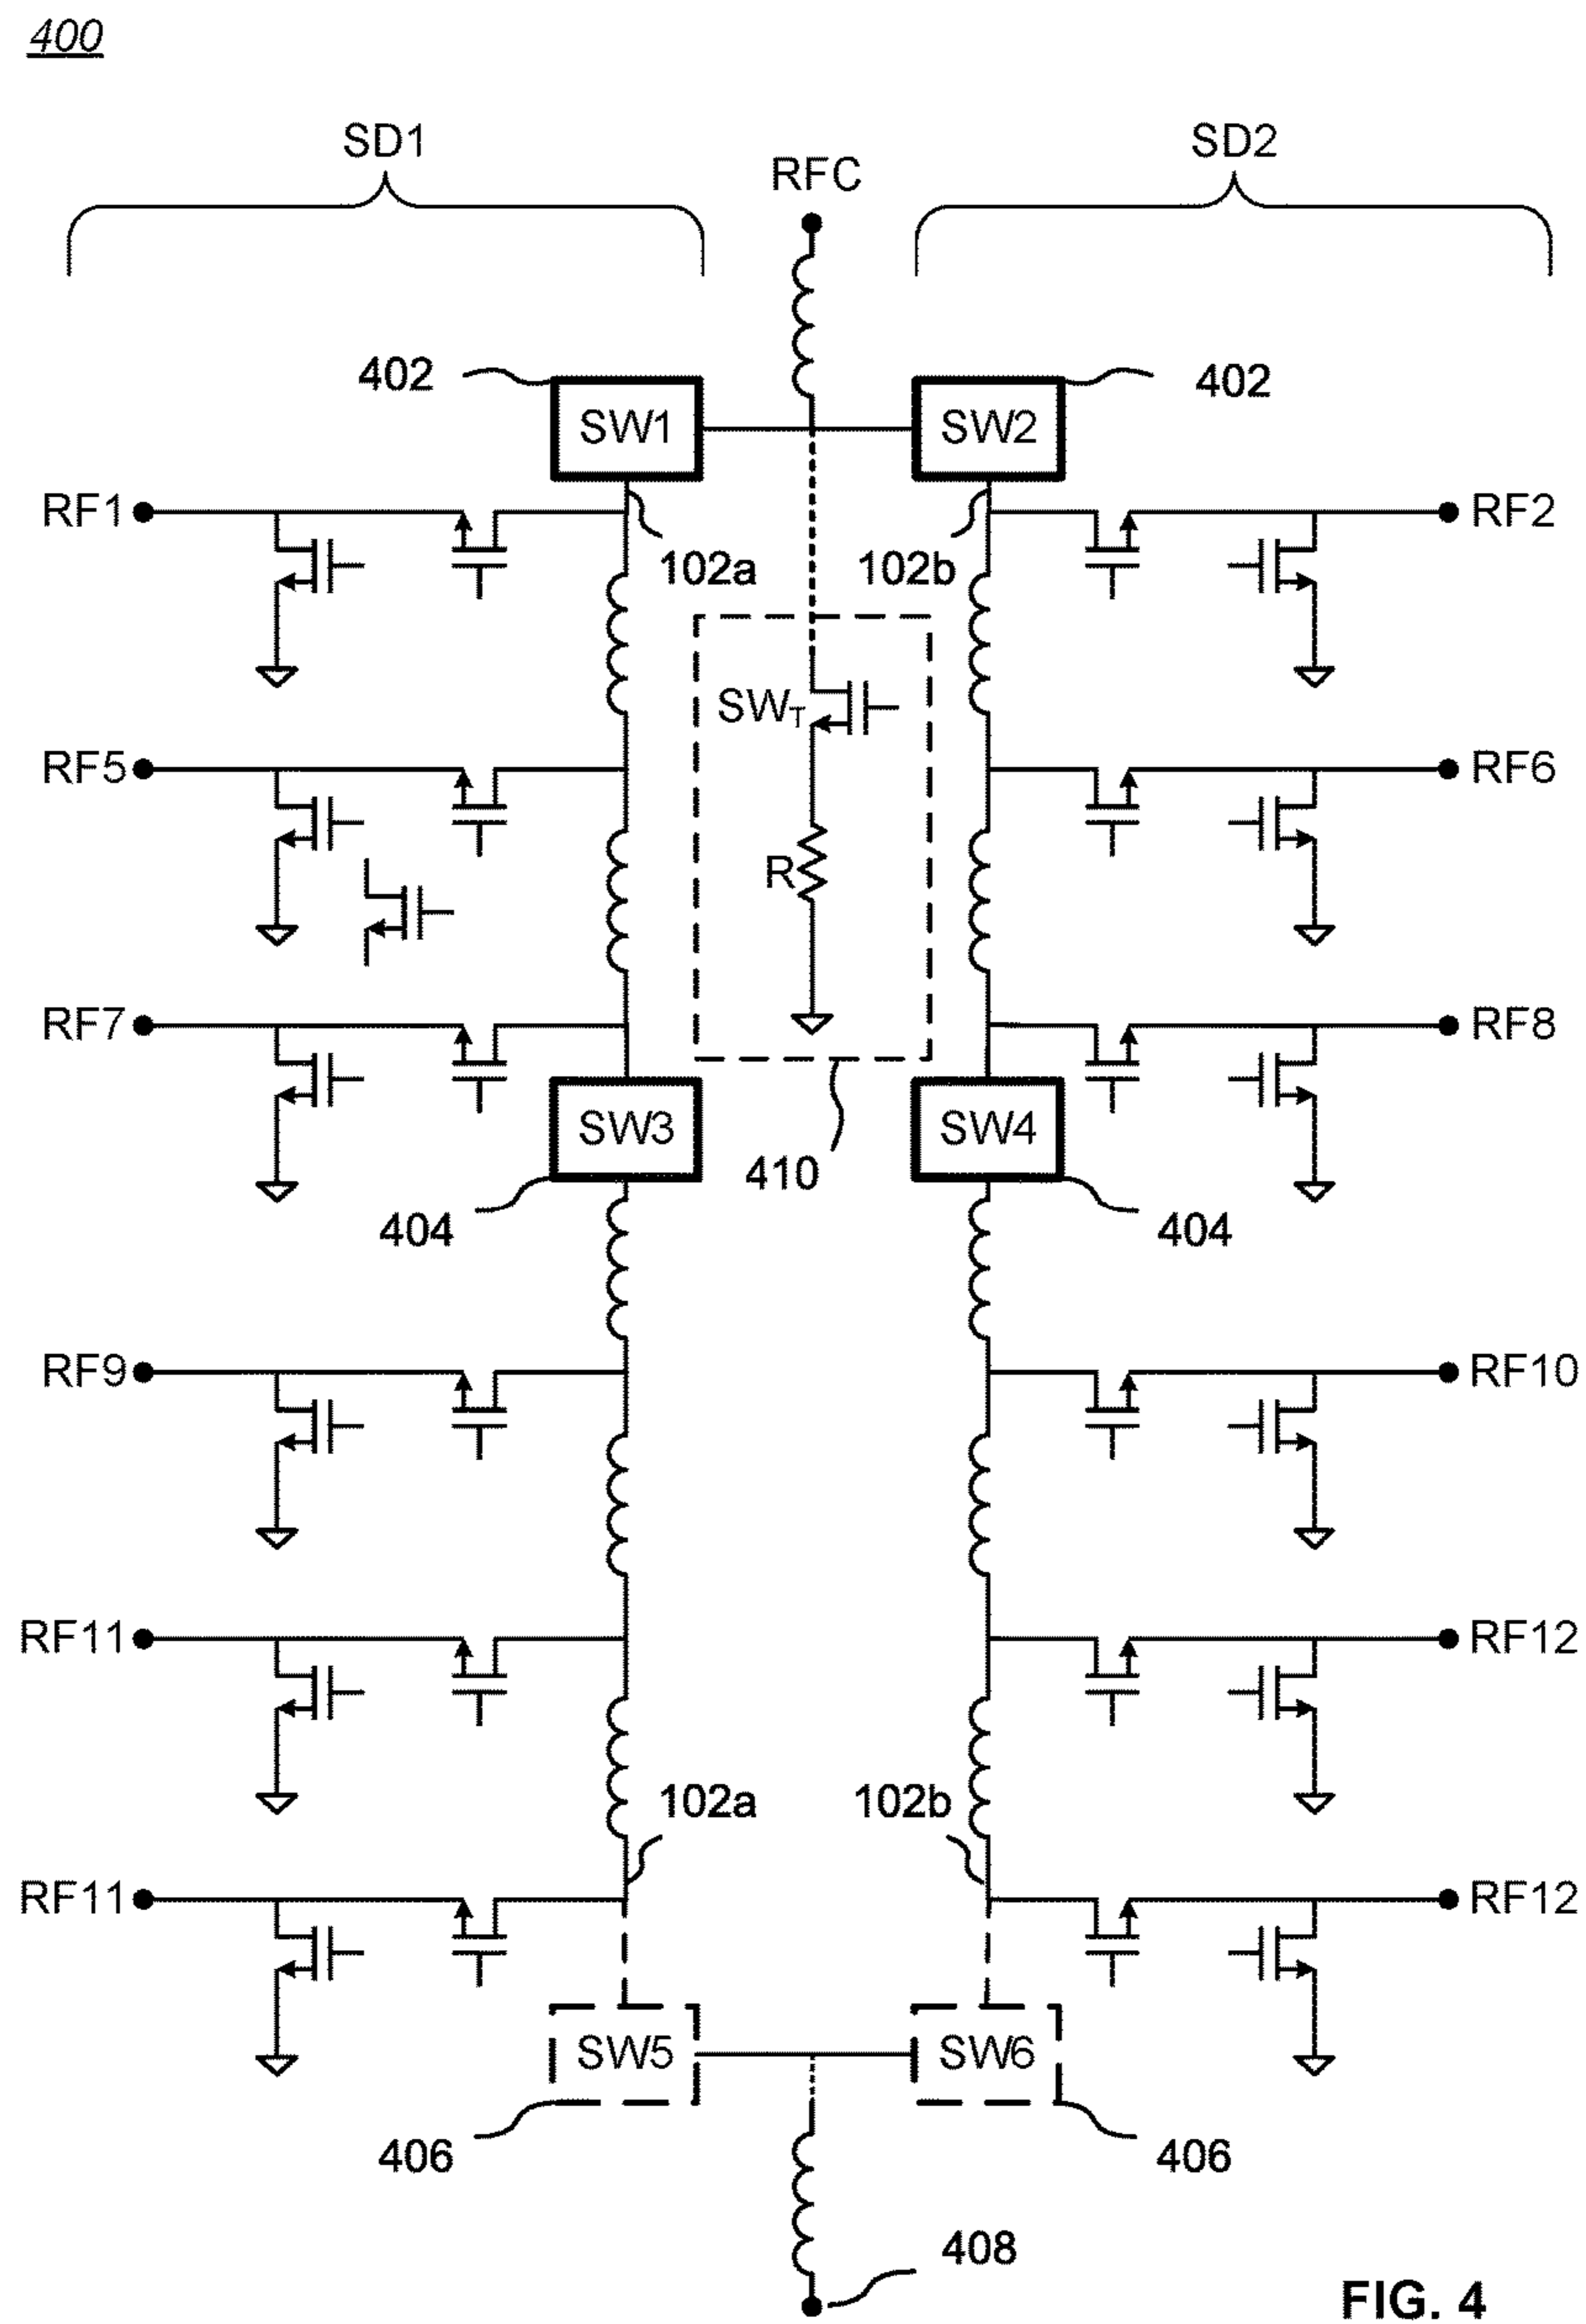 400
SD1
SD2
RFC
402
SW1
SW2
402
RF1
RF2
102a
102b
SWT
RF5
RF6
R
RF7
RF8
SW3
SW4
410
404
404
RF9
RF10
RF11
RF12
102a
102b
RF11
RF12
SW5
SW6
406
406
408
FIG. 4